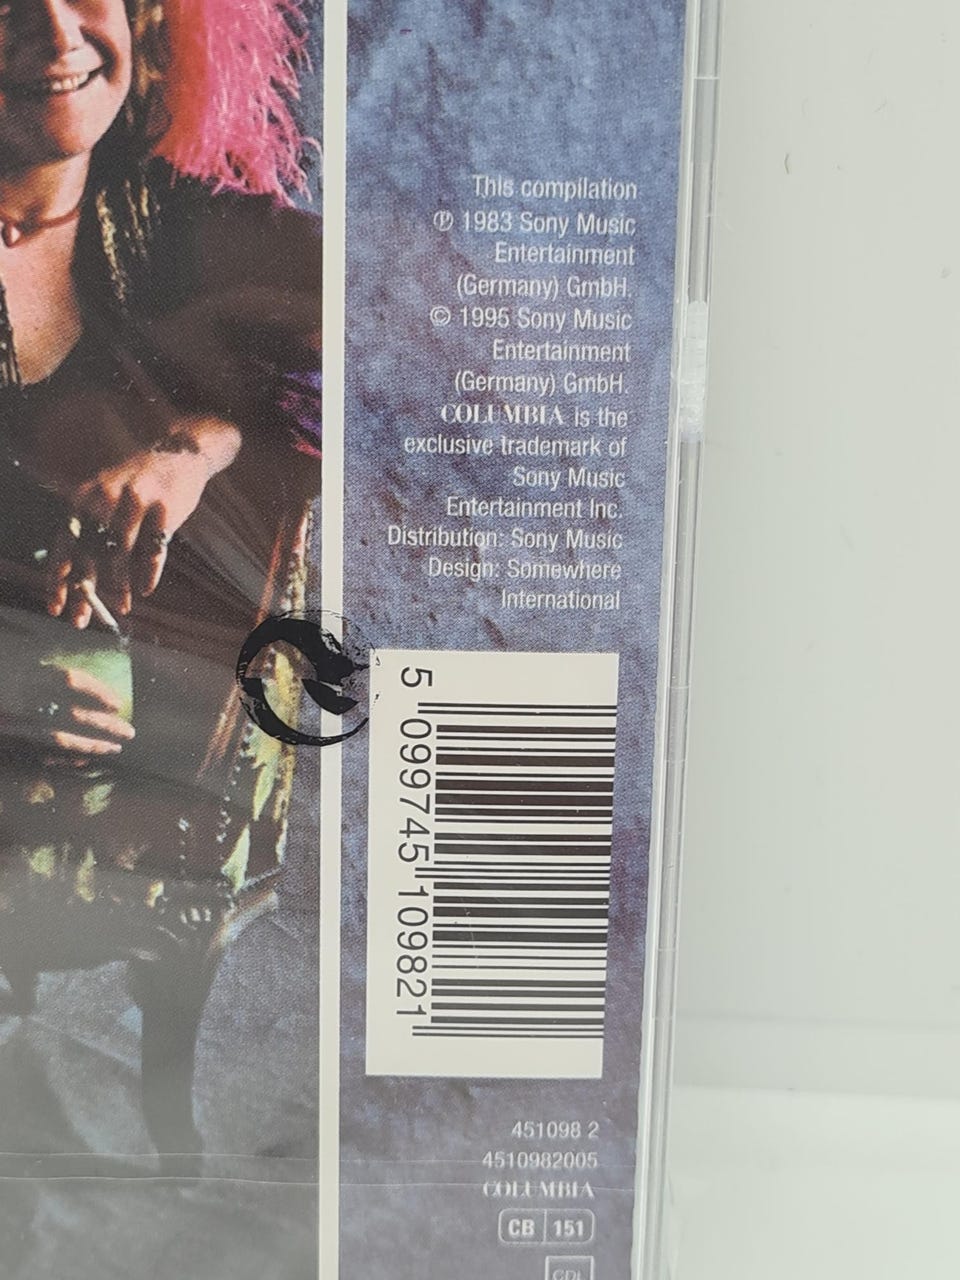 This compilation
℗ 1983 Sony Music
Entertainment
(Germany) GmbH.
© 1995 Sony Music
Entertainment
(Germany) GmbH.
COLUMBIA is the
exclusive trademark of
Sony Music
Entertainment Inc.
Distribution: Sony Music
Design: Somewhere
International
5 099745 109821
451098 2
4510982005
COLUMBIA
CB 151